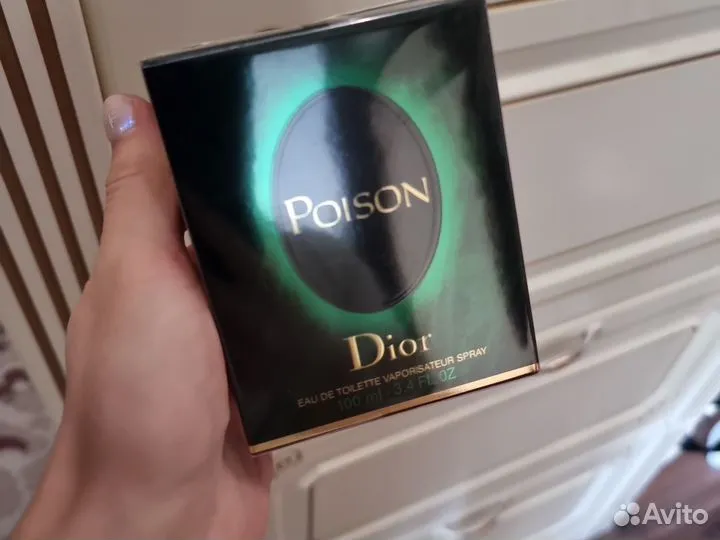 POISON
Dior
EAU DE TOILETTE VAPORISATEUR SPRAY
100 ml 3.4 FL. OZ
Avito